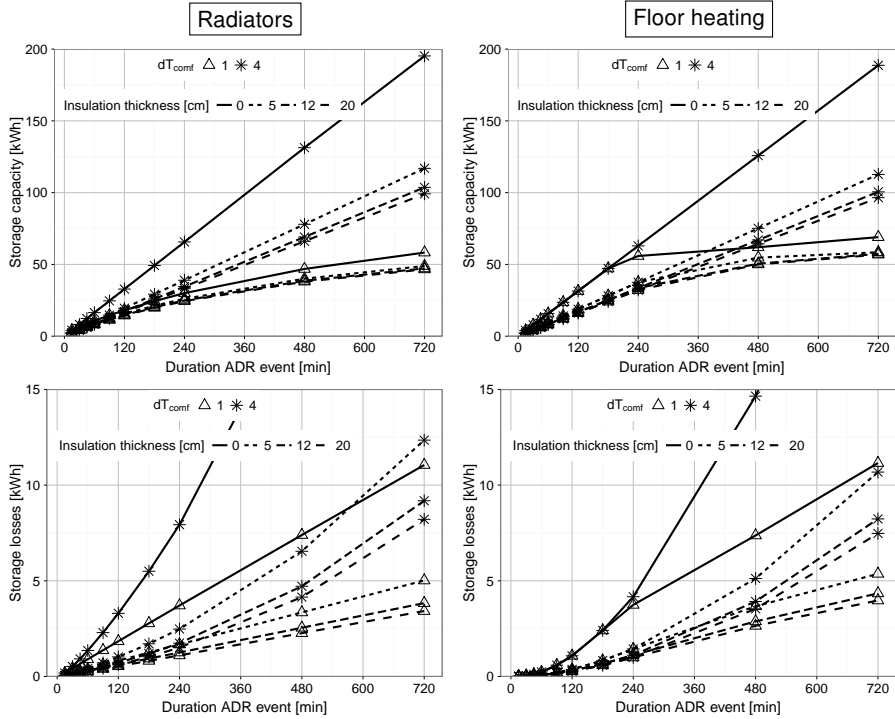 Radiators
Floor heating
200
150
100
50
0
Storage capacity [kWh]
dTcomf 1 4
Insulation thickness [cm] 0 5 12 20
0 120 240 360 480 600 720
Duration ADR event [min]
200
150
100
50
0
Storage capacity [kWh]
dTcomf 1 4
Insulation thickness [cm] 0 5 12 20
0 120 240 360 480 600 720
Duration ADR event [min]
15
10
5
0
Storage losses [kWh]
dTcomf 1 4
Insulation thickness [cm] 0 5 12 20
0 120 240 360 480 600 720
Duration ADR event [min]
15
10
5
0
Storage losses [kWh]
dTcomf 1 4
Insulation thickness [cm] 0 5 12 20
0 120 240 360 480 600 720
Duration ADR event [min]